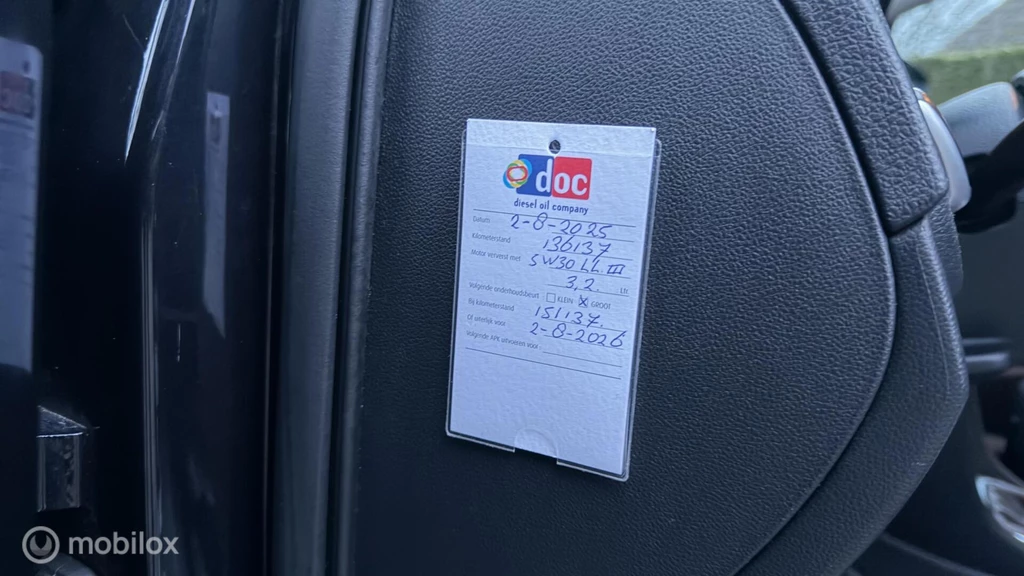 doc
diesel oil company
Datum 2-8-2025
Kilometerstand 136137
Motor ververst met 5W30 LL III
3,2 Ltr
Volgende onderhoudsbeurt KLEIN GROOT
Bij kilometerstand 151137
Of uiterlijk voor 2-8-2026
Volgende APK uitvoeren voor
mobilox